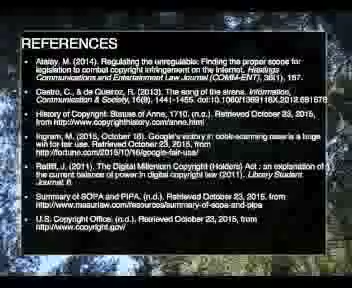 REFERENCES
• Atalay, M. (2014). Regulating the unregulable: Finding the proper scope for
legislation to combat copyright infringement on the Internet. Hastings
Communications and Entertainment Law Journal (COMM-ENT), 36(1), 167.
• Castro, C., & de Queiroz, R. (2013). The song of the sirens. Information,
Communication & Society, 16(9), 1441-1455. doi:10.1080/1369118X.2012.691578
• History of Copyright: Statute of Anne, 1710. (n.d.). Retrieved October 23, 2015,
from http://www.copyrighthistory.com/anne.html
• Ingram, M. (2015, October 16). Google's victory in book-scanning case is a huge
win for fair use. Retrieved October 23, 2015, from
http://fortune.com/2015/10/16/google-fair-use/
• Ratliff, J. (2011). The Digital Millenium Copyright (Holders) Act : an explanation of
the current balance of power in digital copyright law (2011). Library Student
Journal, 6.
• Summary of SOPA and PIPA. (n.d.). Retrieved October 23, 2015, from
http://www.masurlaw.com/resources/summary-of-sopa-and-pipa
• U.S. Copyright Office. (n.d.). Retrieved October 23, 2015, from
http://www.copyright.gov/